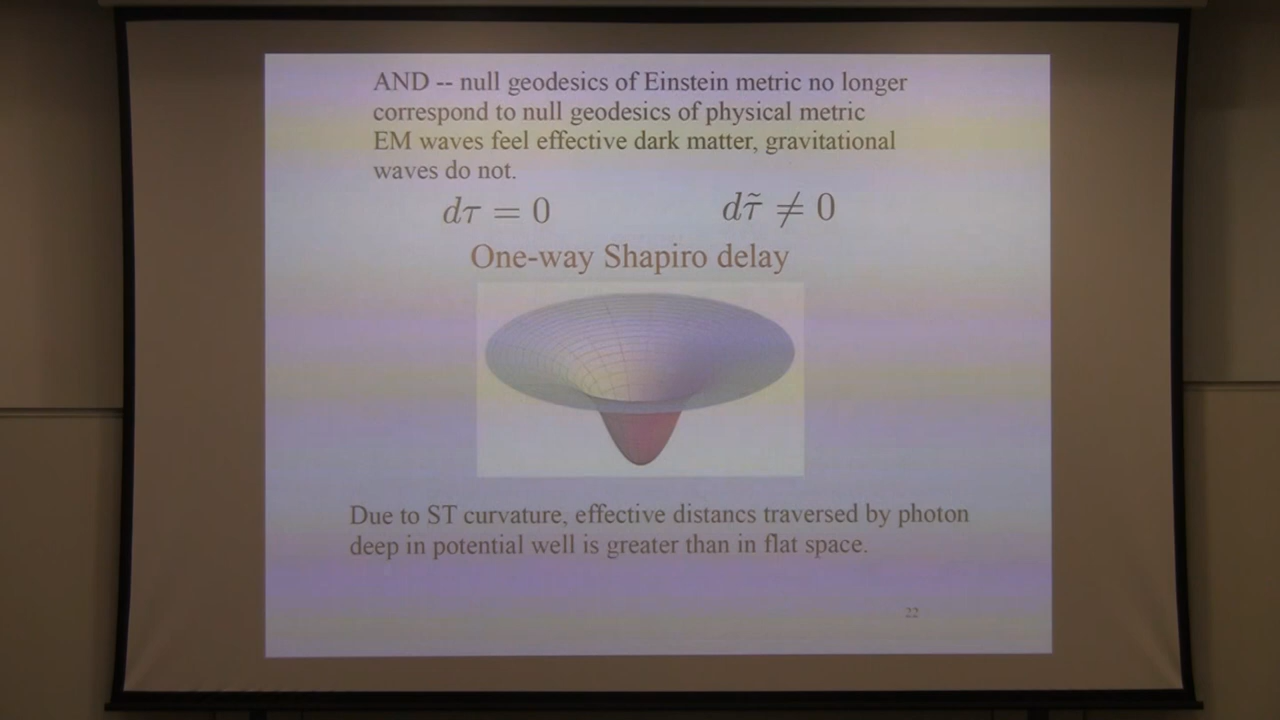 AND -- null geodesics of Einstein metric no longer
correspond to null geodesics of physical metric
EM waves feel effective dark matter, gravitational
waves do not.
dτ = 0 dτ̃ ≠ 0
One-way Shapiro delay
Due to ST curvature, effective distancs traversed by photon
deep in potential well is greater than in flat space.
22